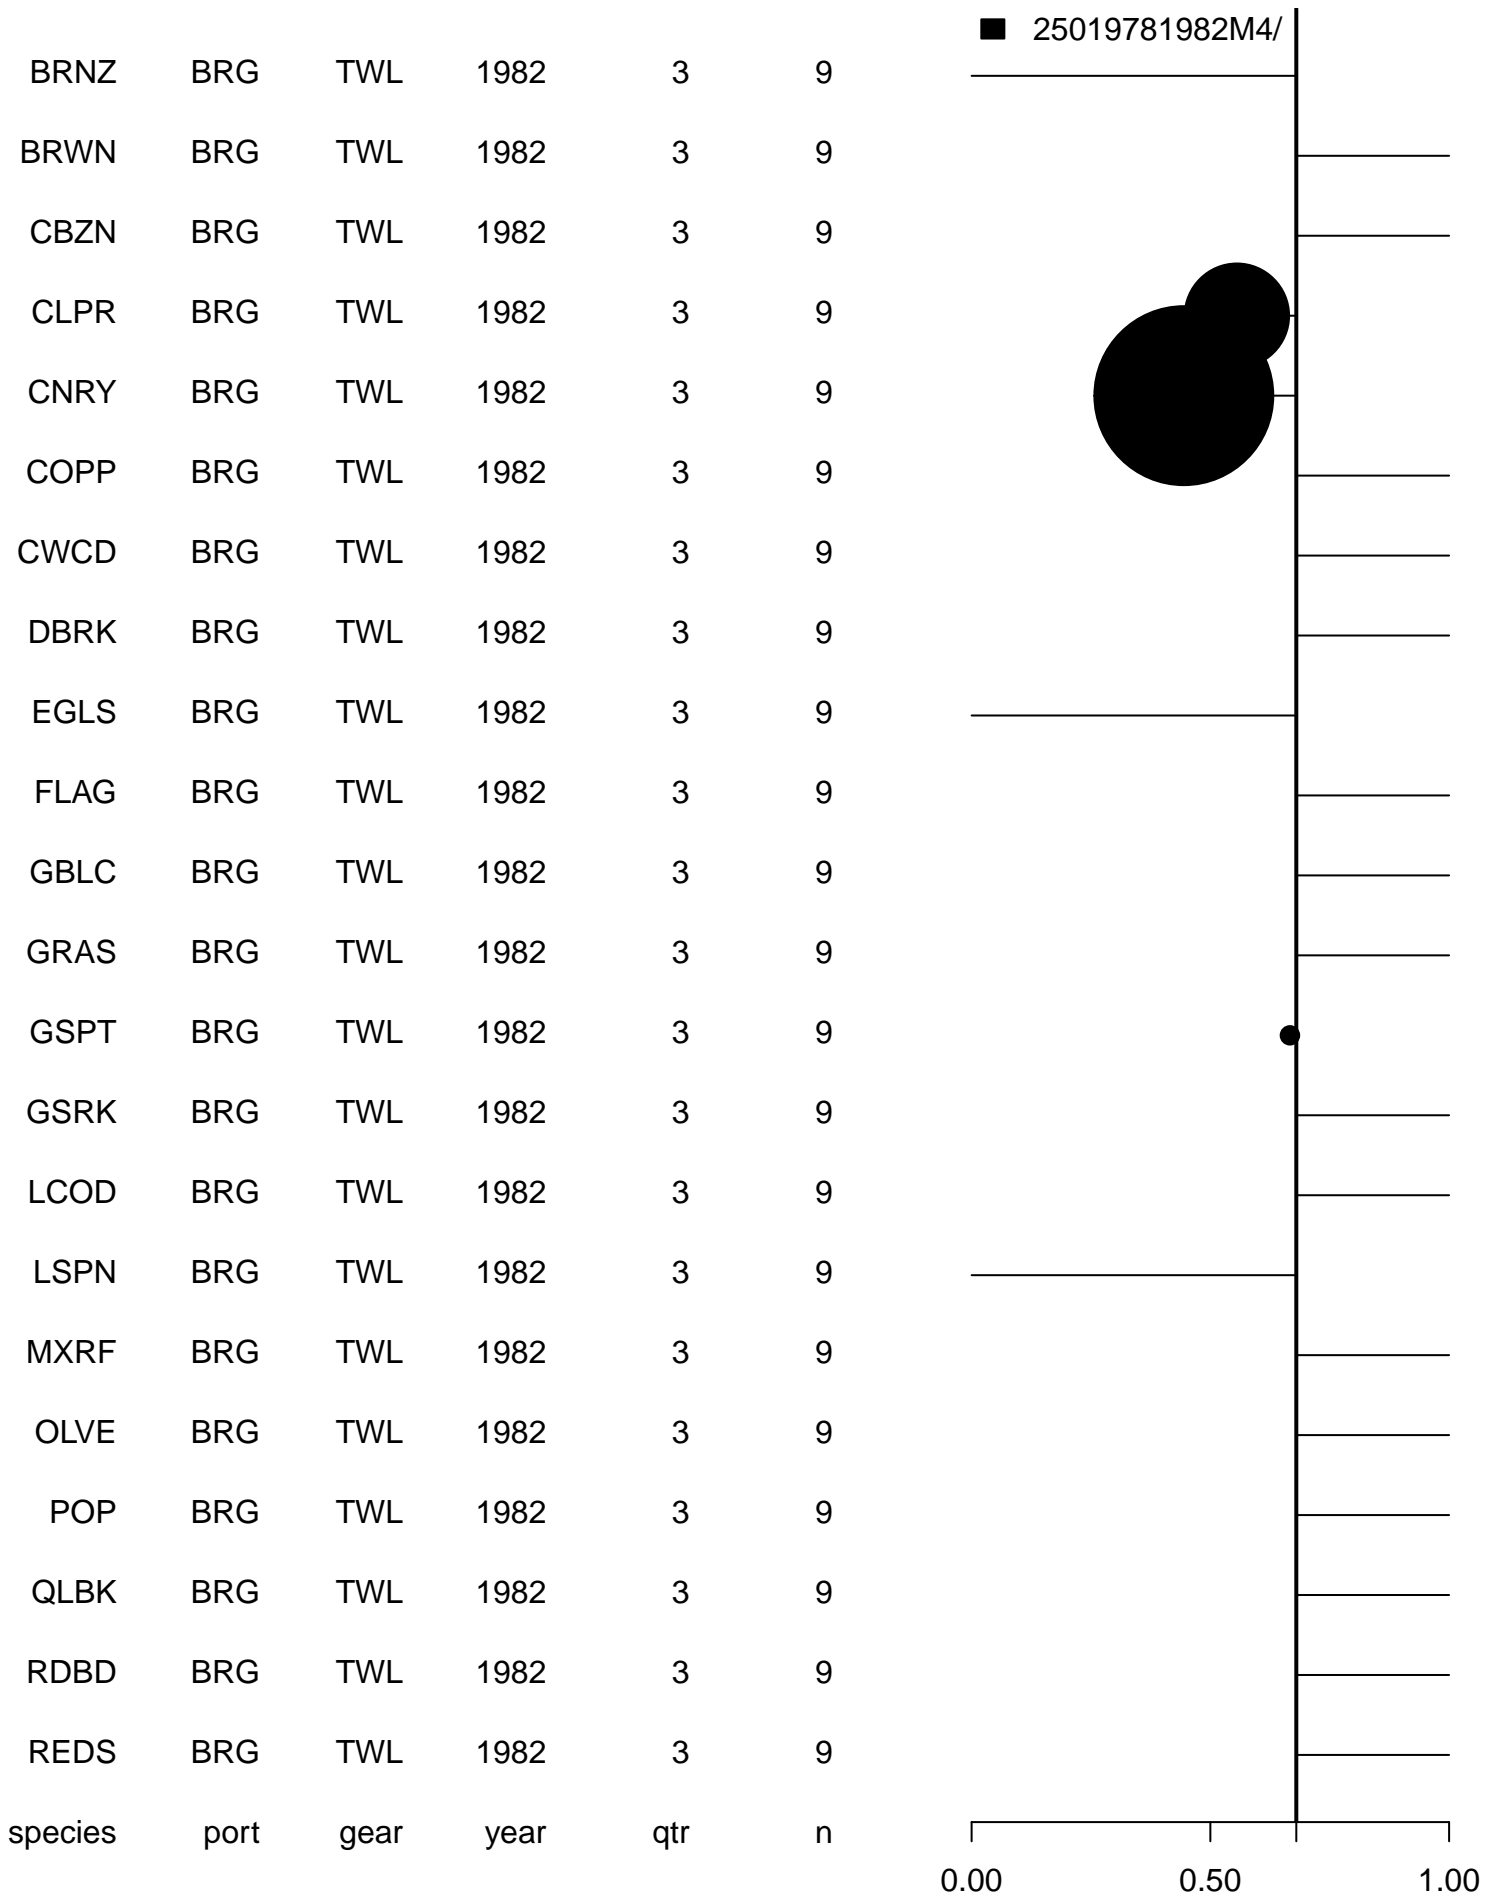 25019781982M4/
BRNZ BRG TWL 1982 3 9
BRWN BRG TWL 1982 3 9
CBZN BRG TWL 1982 3 9
CLPR BRG TWL 1982 3 9
CNRY BRG TWL 1982 3 9
COPP BRG TWL 1982 3 9
CWCD BRG TWL 1982 3 9
DBRK BRG TWL 1982 3 9
EGLS BRG TWL 1982 3 9
FLAG BRG TWL 1982 3 9
GBLC BRG TWL 1982 3 9
GRAS BRG TWL 1982 3 9
GSPT BRG TWL 1982 3 9
GSRK BRG TWL 1982 3 9
LCOD BRG TWL 1982 3 9
LSPN BRG TWL 1982 3 9
MXRF BRG TWL 1982 3 9
OLVE BRG TWL 1982 3 9
POP BRG TWL 1982 3 9
QLBK BRG TWL 1982 3 9
RDBD BRG TWL 1982 3 9
REDS BRG TWL 1982 3 9
species port gear year qtr n
0.00 0.50 1.00